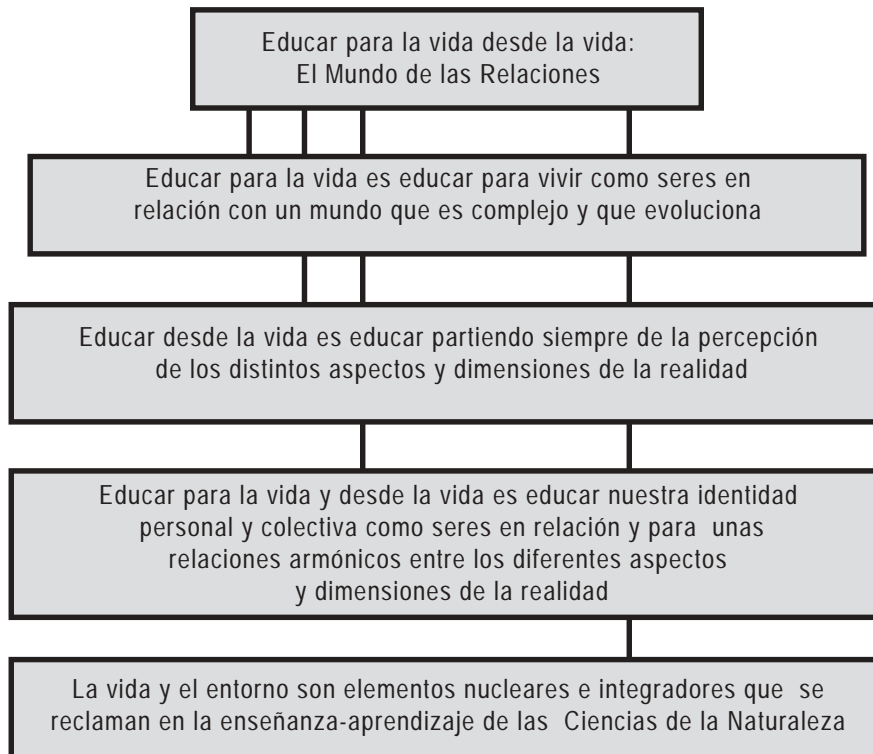 Educar para la vida desde la vida:
El Mundo de las Relaciones
Educar para la vida es educar para vivir como seres en
relación con un mundo que es complejo y que evoluciona
Educar desde la vida es educar partiendo siempre de la percepción
de los distintos aspectos y dimensiones de la realidad
Educar para la vida y desde la vida es educar nuestra identidad
personal y colectiva como seres en relación y para unas
relaciones armónicos entre los diferentes aspectos
y dimensiones de la realidad
La vida y el entorno son elementos nucleares e integradores que se
reclaman en la enseñanza-aprendizaje de las Ciencias de la Naturaleza